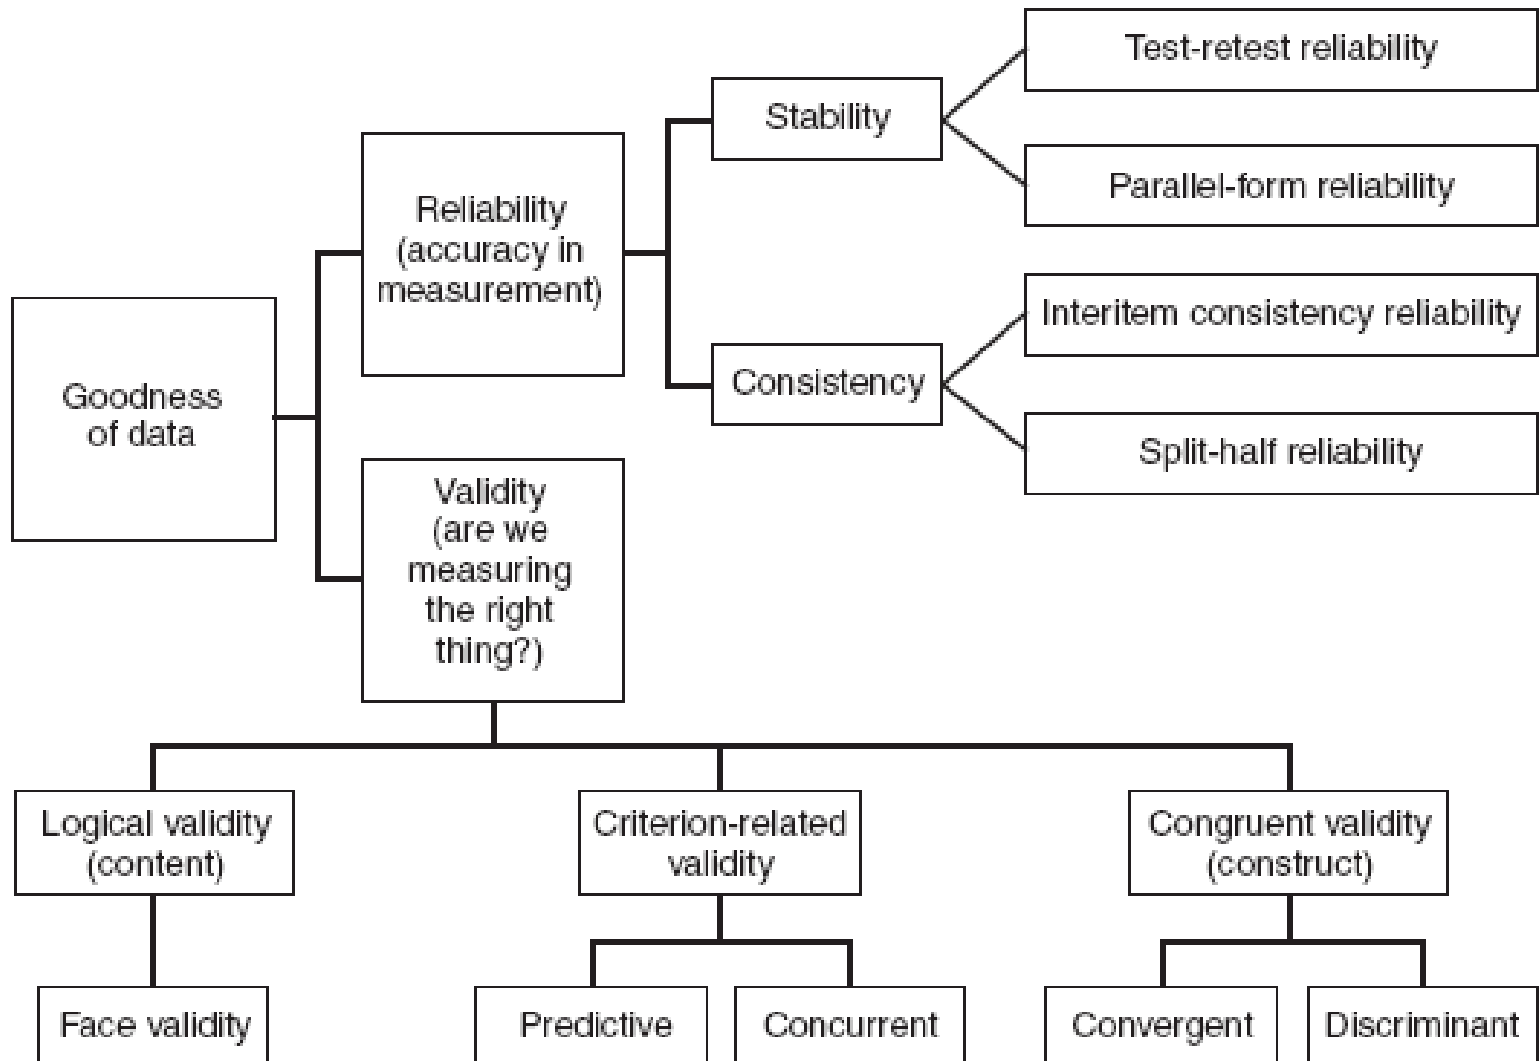 Test-retest reliability
Stability
Parallel-form reliability
Reliability
(accuracy in
measurement)
Interitem consistency reliability
Consistency
Split-half reliability
Goodness
of data
Validity
(are we
measuring
the right
thing?)
Logical validity
(content)
Criterion-related
validity
Congruent validity
(construct)
Face validity
Predictive
Concurrent
Convergent
Discriminant